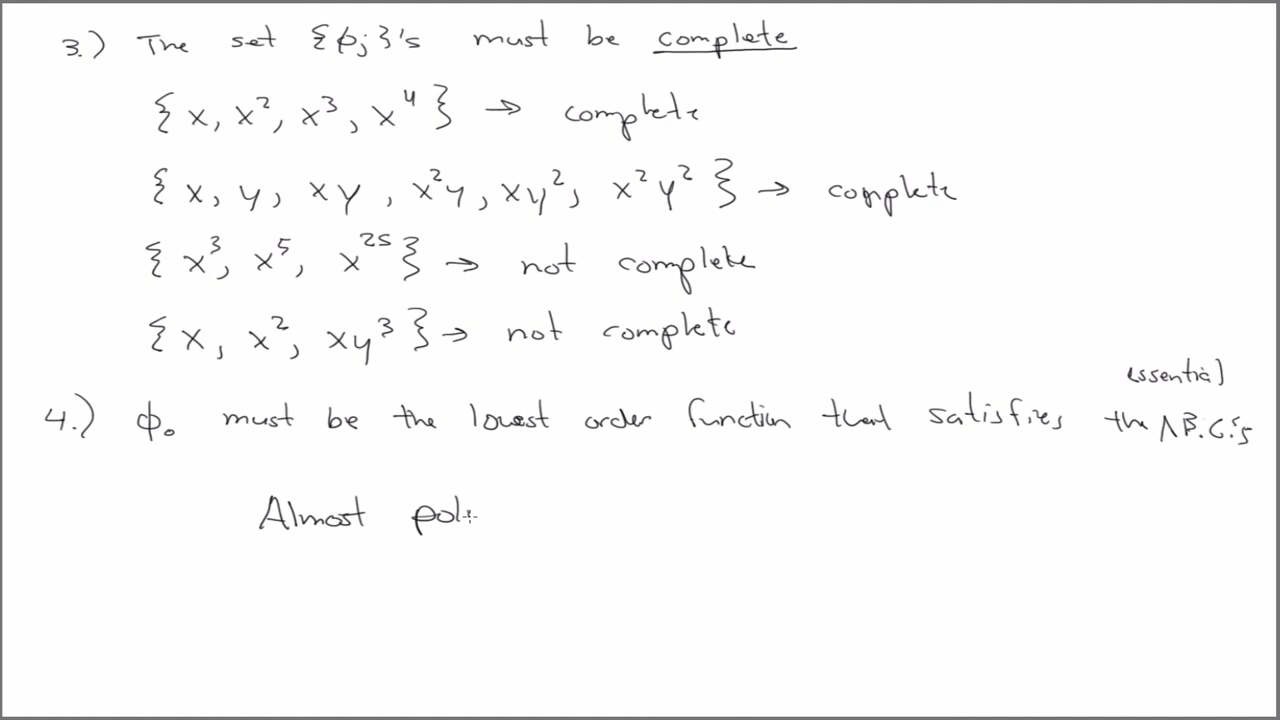 3.) The set {ϕj}'s must be complete
{ x, x², x³, x⁴ } → complete
{ x, y, xy, x²y, xy², x²y² } → complete
{ x³, x⁵, x²⁵ } → not complete
{ x, x², xy³ } → not complete
essential
4.) ϕ₀ must be the lowest order function that satisfies the ∧ B.C.'s
Almost pol